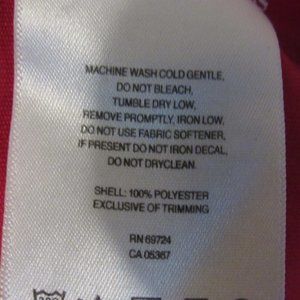 MACHINE WASH COLD GENTLE,
DO NOT BLEACH,
TUMBLE DRY LOW,
REMOVE PROMPTLY, IRON LOW,
DO NOT USE FABRIC SOFTENER,
IF PRESENT DO NOT IRON DECAL,
DO NOT DRYCLEAN.
SHELL: 100% POLYESTER
EXCLUSIVE OF TRIMMING
RN 69724
CA 05367